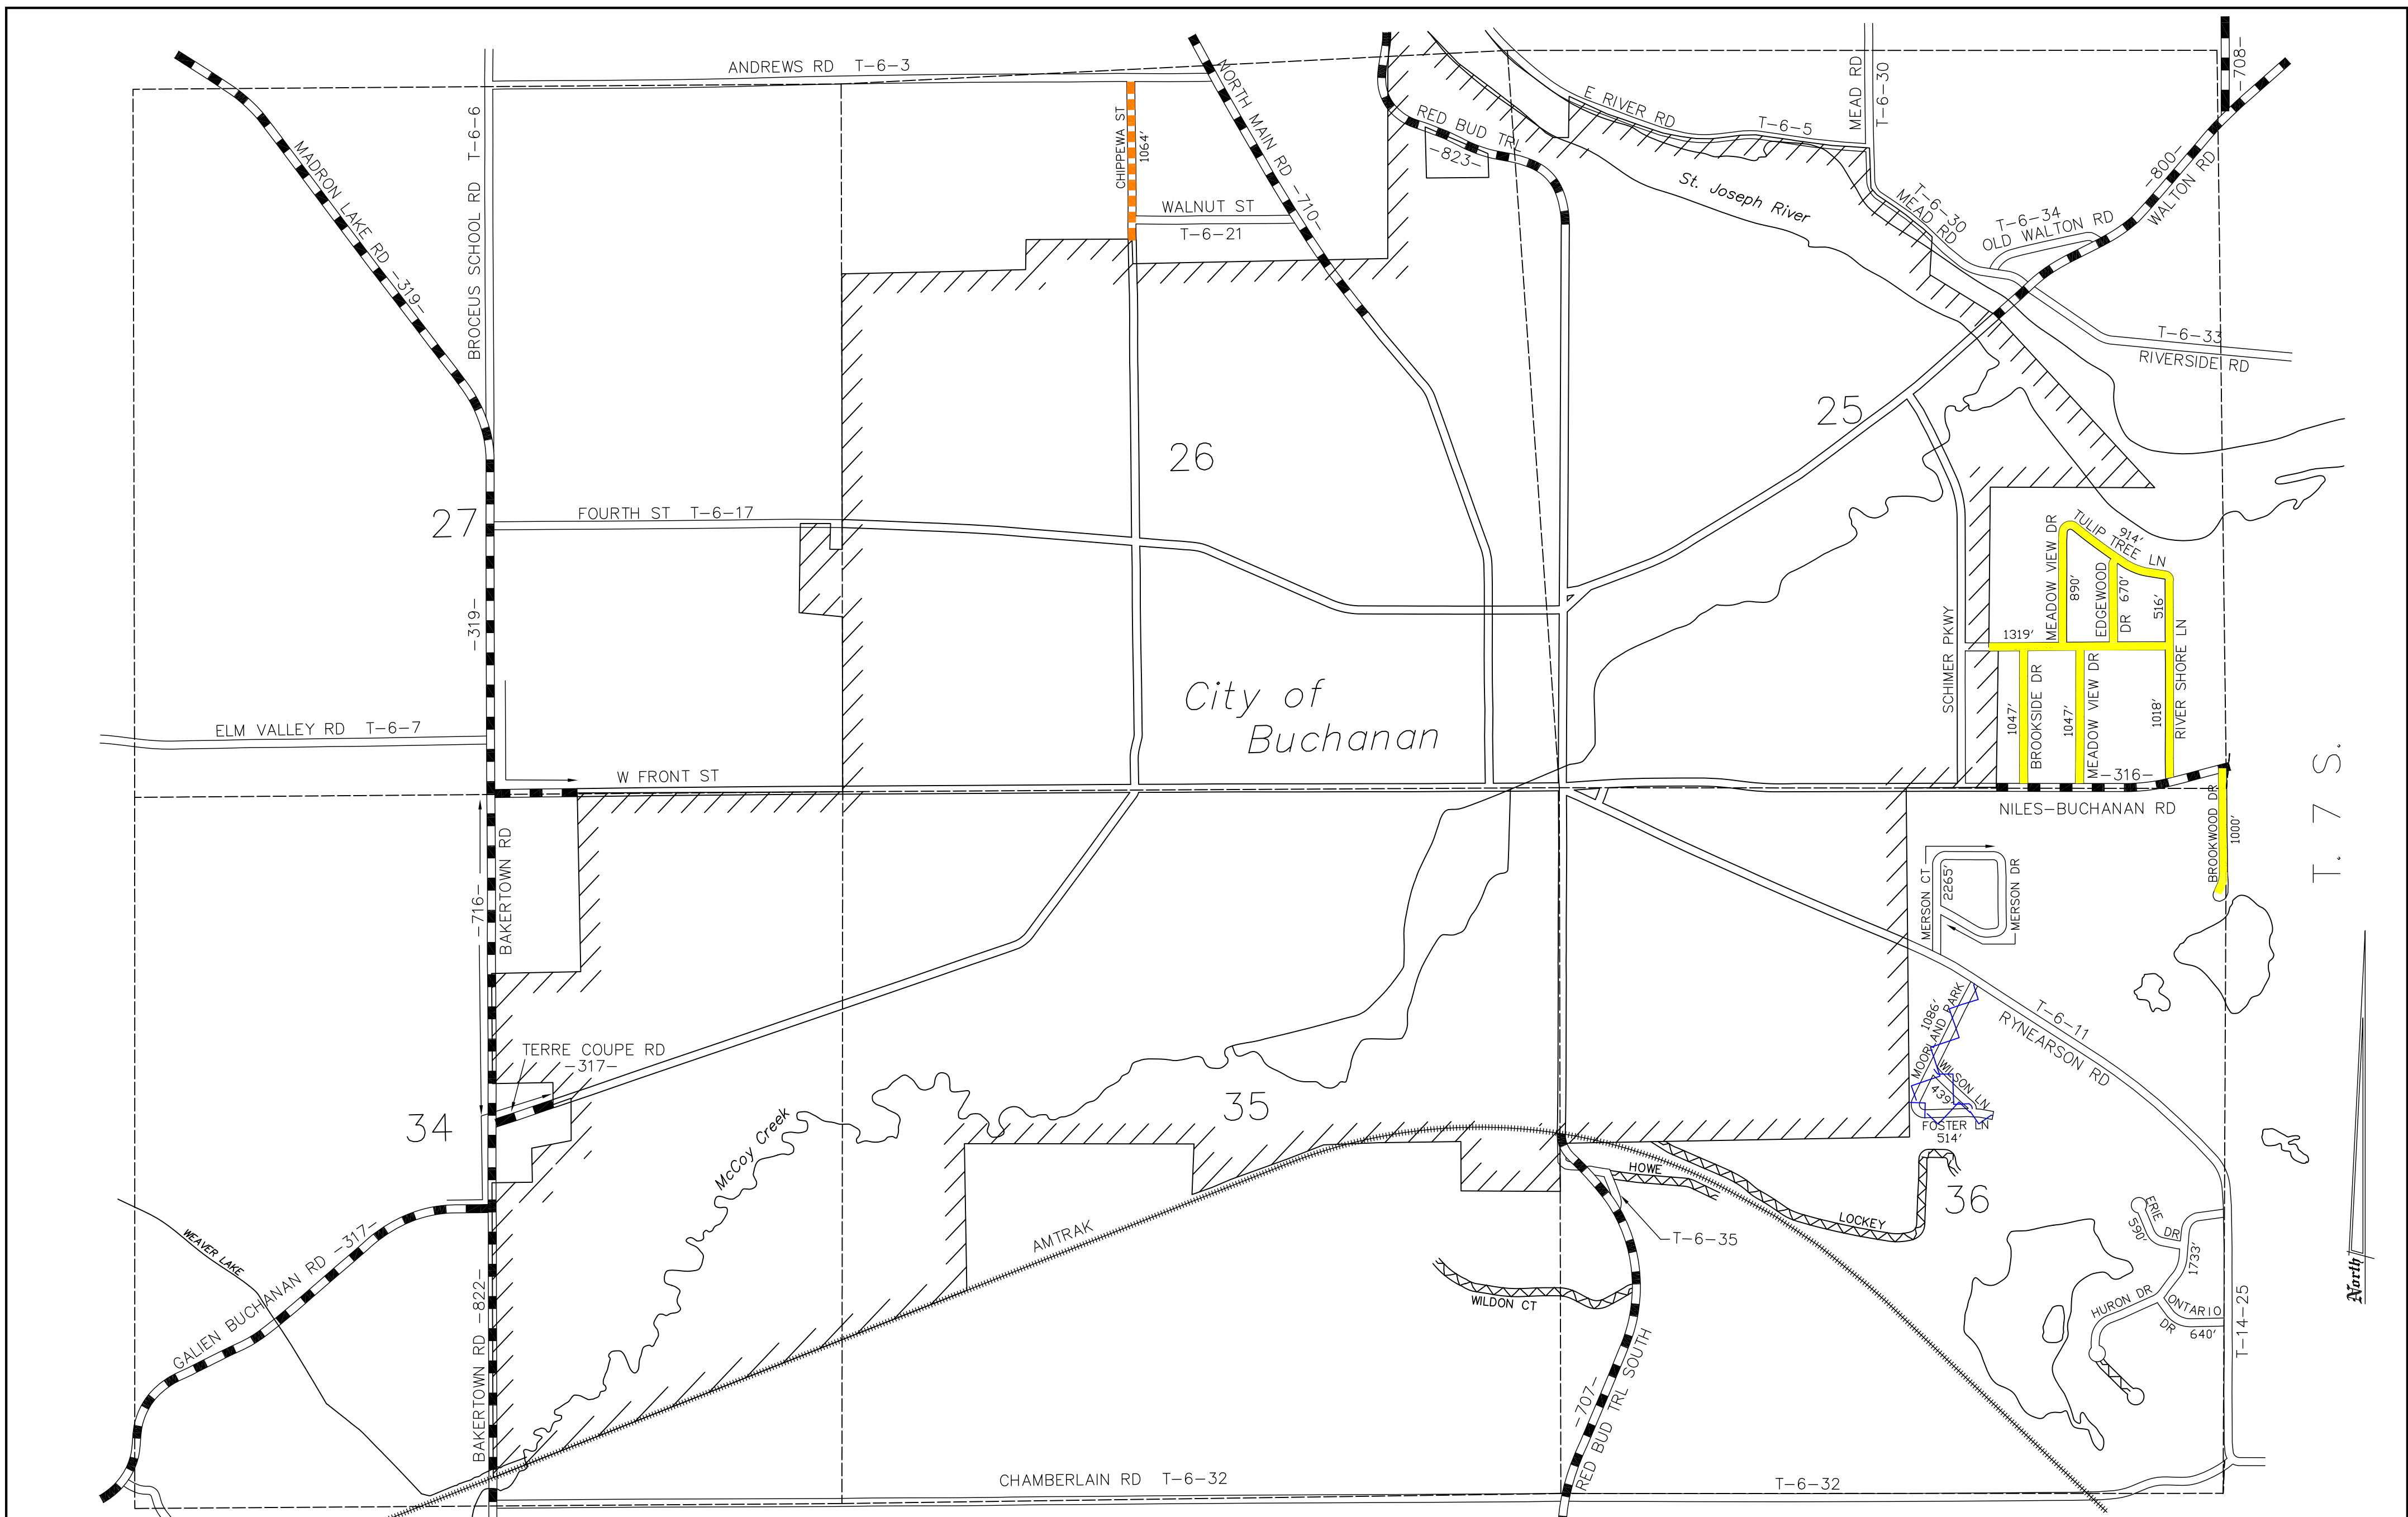 ANDREWS RD T-6-3
BROCEUS SCHOOL RD T-6-6
MADRON LAKE RD -319-
CHIPPEWA ST
1064'
NORTH MAIN RD -710-
WALNUT ST
T-6-21
RED BUD TRL
-823-
E RIVER RD
T-6-5
MEAD RD
T-6-30
St. Joseph River
T-6-30
MEAD RD
T-6-34
OLD WALTON RD
-708-
-800-
WALTON RD
T-6-33
RIVERSIDE RD
25
26
27
FOURTH ST T-6-17
-319-
ELM VALLEY RD T-6-7
City of
Buchanan
SCHIMER PKWY
MEADOW VIEW DR
890'
TULIP TREE LN
914'
EDGEWOOD
DR 670'
516'
1319'
RIVER SHORE LN
1047'
BROOKSIDE DR
1047'
MEADOW VIEW DR
1018'
W FRONT ST
-316-
NILES-BUCHANAN RD
BROOKWOOD DR
1000'
T. 7 S.
-716-
BAKERTOWN RD
MERSON CT
2265'
MERSON DR
TERRE COUPE RD
-317-
34
35
McCoy Creek
1086'
MOORLAND PARK
WILSON LN
439'
FOSTER LN
514'
T-6-11
RYNEARSON RD
WEAVER LAKE
GALIEN BUCHANAN RD -317-
BAKERTOWN RD -822-
AMTRAK
HOWE
LOCKEY
36
T-6-35
WILDON CT
ERIE DR
590'
1733'
HURON DR
ONTARIO
DR 640'
T-14-25
North
-707-
RED BUD TRL SOUTH
CHAMBERLAIN RD T-6-32
T-6-32